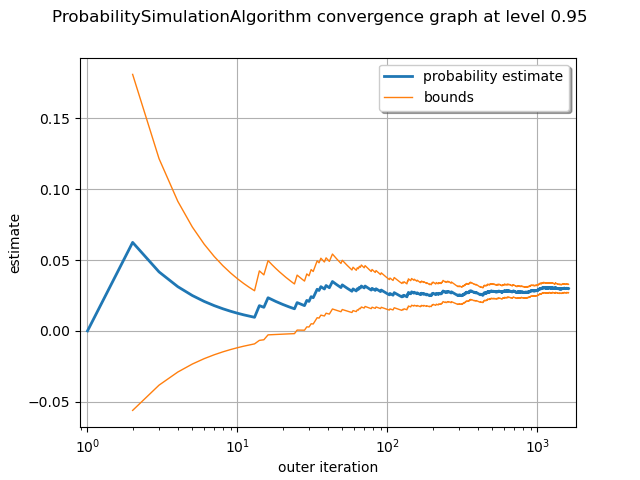 ProbabilitySimulationAlgorithm convergence graph at level 0.95
probability estimate
bounds
estimate
0.15
0.10
0.05
0.00
−0.05
10⁰ 10¹ 10² 10³
outer iteration